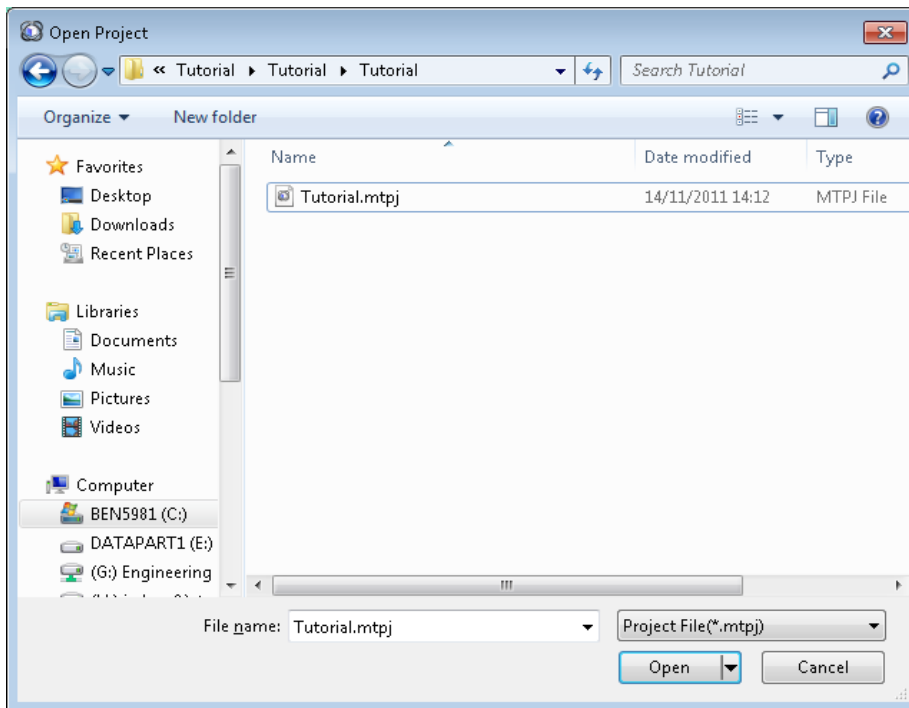 Open Project
« Tutorial ▸ Tutorial ▸ Tutorial
Search Tutorial
Organize
New folder
Name
Date modified
Type
Tutorial.mtpj
14/11/2011 14:12
MTPJ File
Favorites
Desktop
Downloads
Recent Places
Libraries
Documents
Music
Pictures
Videos
Computer
BEN5981 (C:)
DATAPART1 (E:)
(G:) Engineering
File name:
Tutorial.mtpj
Project File(*.mtpj)
Open
Cancel